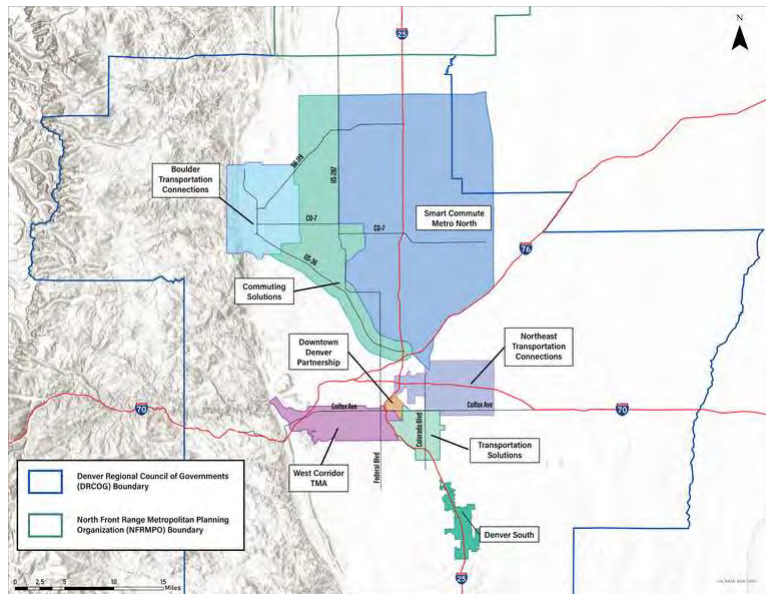 N
25
SH-119
US-287
Boulder
Transportation
Connections
CO-7
CO-7
Smart Commute
Metro North
76
US-36
Commuting
Solutions
Downtown
Denver
Partnership
Northeast
Transportation
Connections
70
Colfax Ave
Colfax Ave
70
Colorado Blvd
Federal Blvd
West Corridor
TMA
Transportation
Solutions
Denver South
25
Denver Regional Council of Governments
(DRCOG) Boundary
North Front Range Metropolitan Planning
Organization (NFRMPO) Boundary
0 2.5 5 10 15
Miles